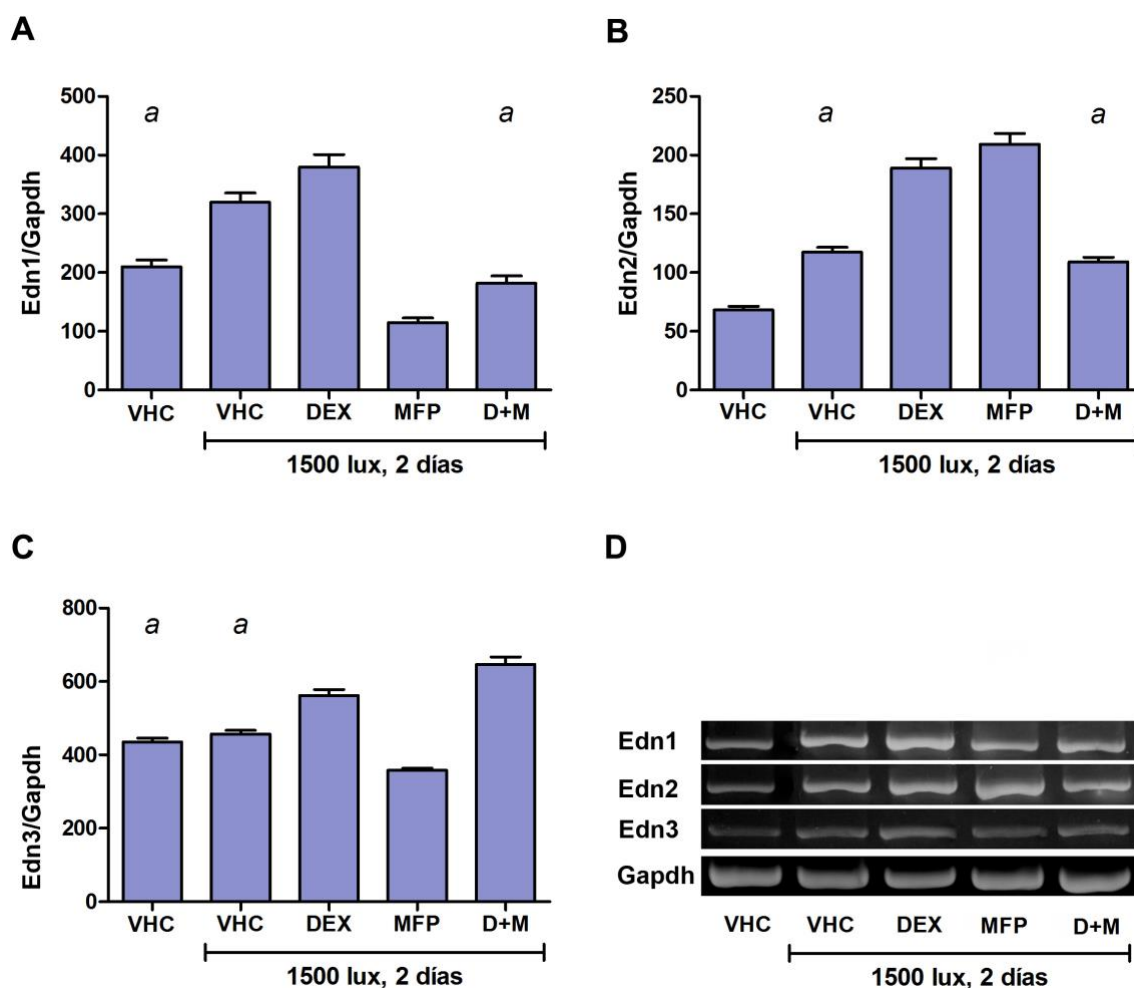 A
Edn1/Gapdh
500
400
300
200
100
0
a
a
VHC
VHC
DEX
MFP
D+M
1500 lux, 2 días
B
Edn2/Gapdh
250
200
150
100
50
0
a
a
VHC
VHC
DEX
MFP
D+M
1500 lux, 2 días
C
Edn3/Gapdh
800
600
400
200
0
a
a
VHC
VHC
DEX
MFP
D+M
1500 lux, 2 días
D
Edn1
Edn2
Edn3
Gapdh
VHC
VHC
DEX
MFP
D+M
1500 lux, 2 días